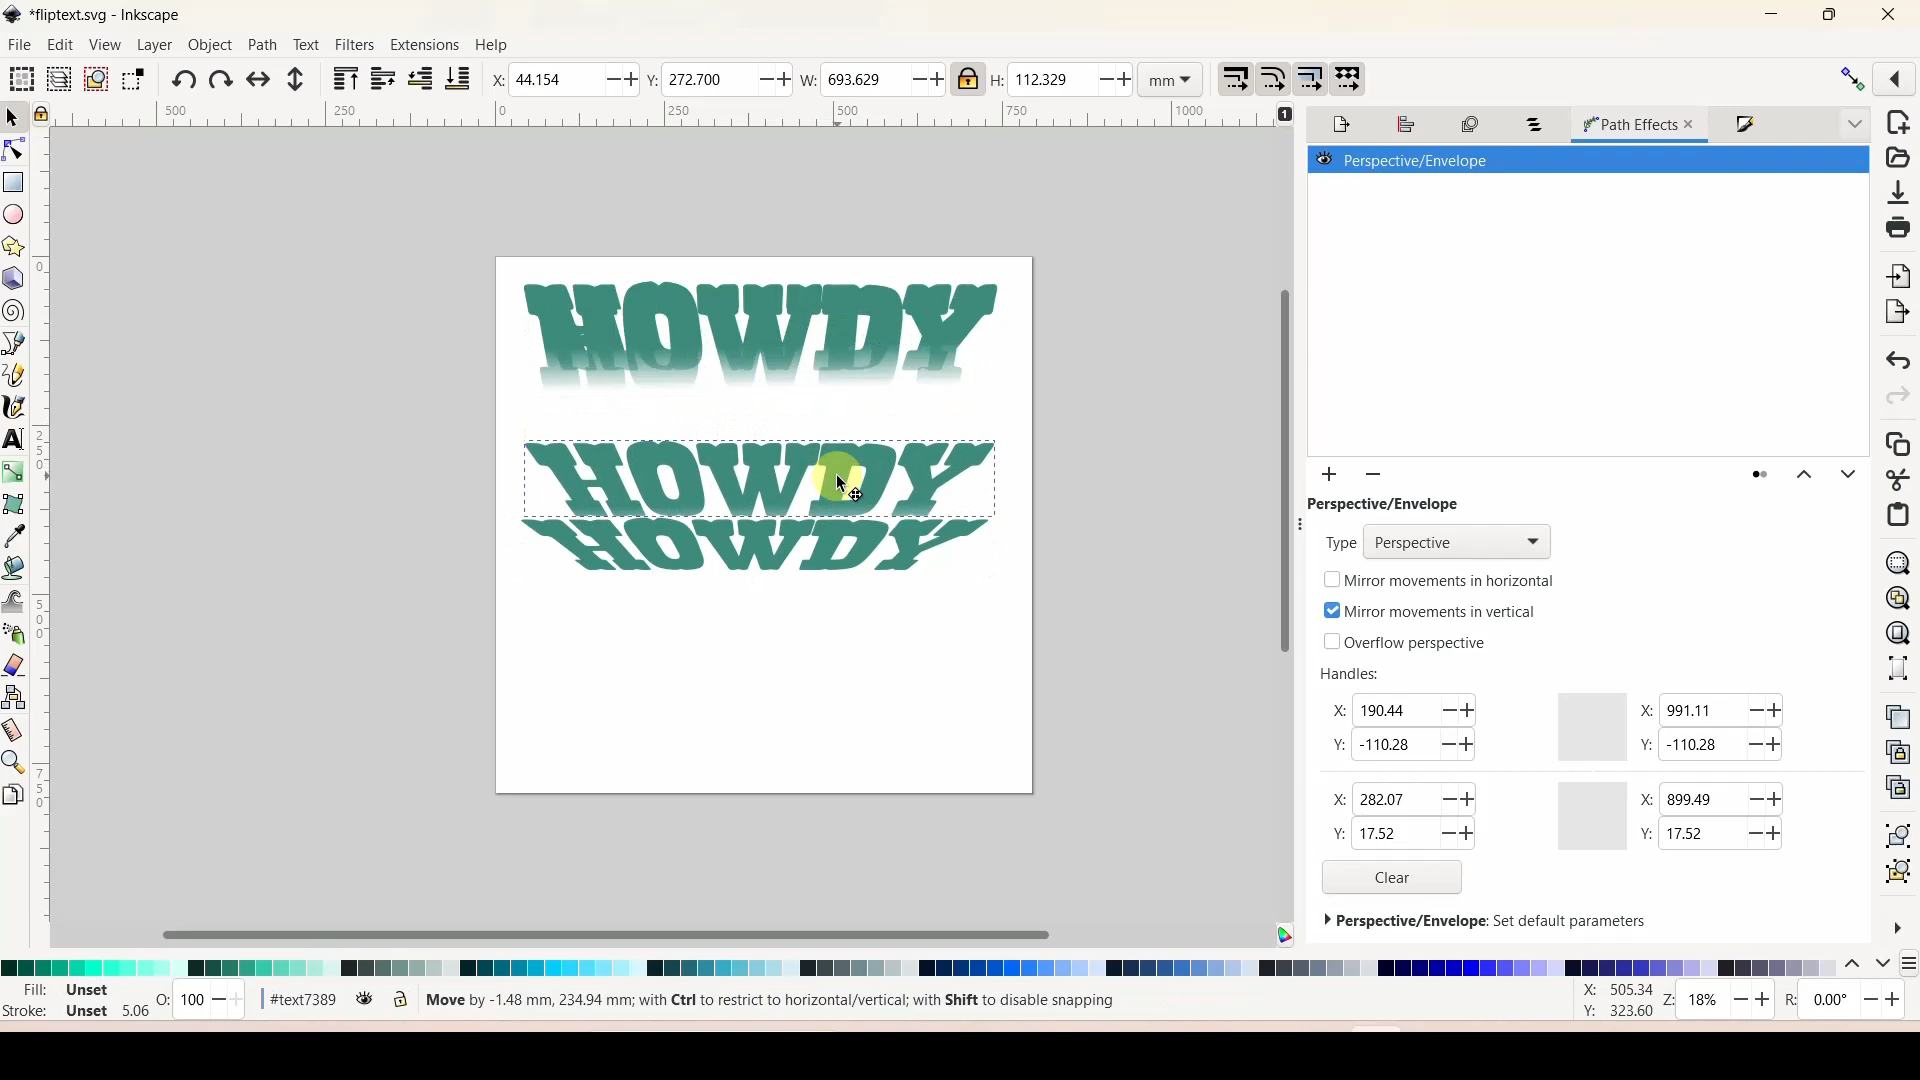 *fliptext.svg - Inkscape
File Edit View Layer Object Path Text Filters Extensions Help
X: 44.154 Y: 272.700 W: 693.629 H: 112.329 mm
500 250 0 250 500 750 1000 1
Path Effects
Perspective/Envelope
0
250
500
750
HOWDY
HOWDY
HOWDY
Perspective/Envelope
Type Perspective
Mirror movements in horizontal
Mirror movements in vertical
Overflow perspective
Handles:
X: 190.44 X: 991.11
Y: -110.28 Y: -110.28
X: 282.07 X: 899.49
Y: 17.52 Y: 17.52
Clear
Perspective/Envelope: Set default parameters
Fill: Unset
Stroke: Unset 5.06
O: 100 #text7389 Move by -1.48 mm, 234.94 mm; with Ctrl to restrict to horizontal/vertical; with Shift to disable snapping
X: 505.34
Y: 323.60
Z: 18% R: 0.00°